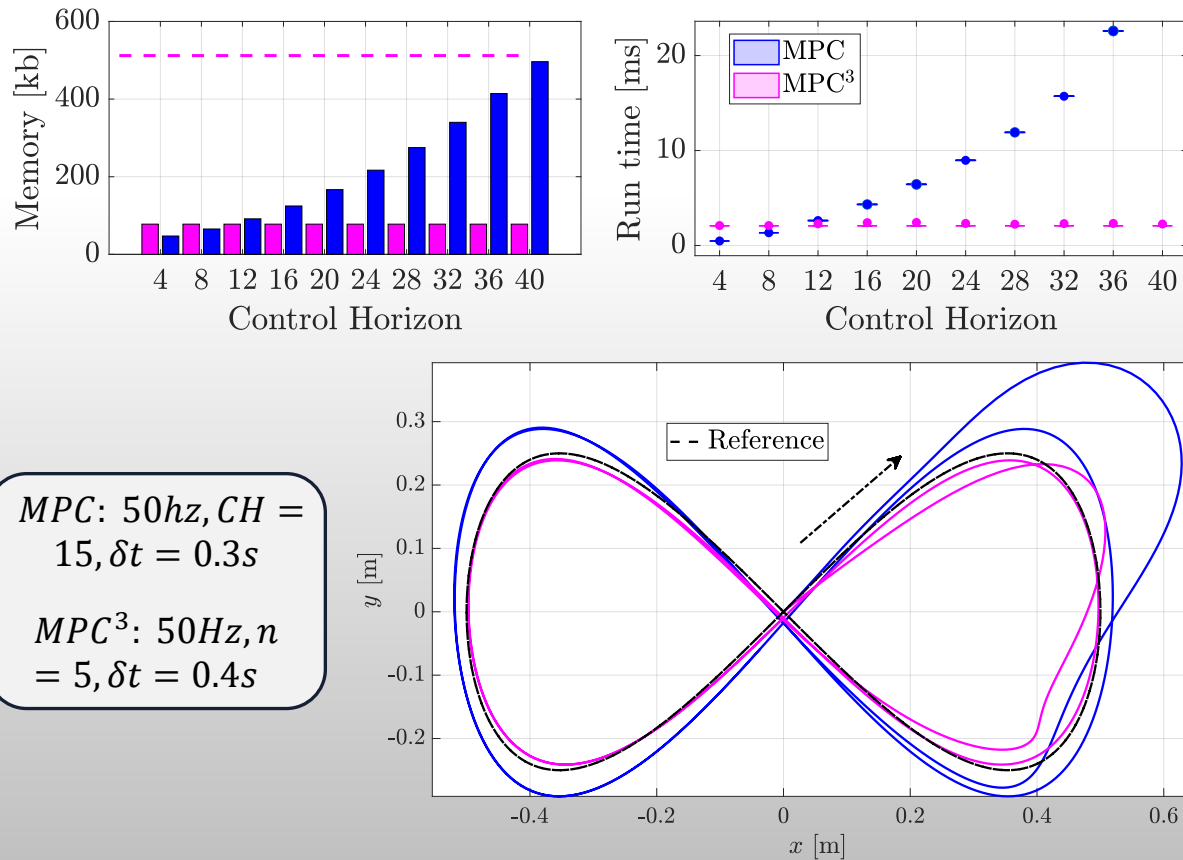 600
400
200
0
Memory [kb]
4 8 12 16 20 24 28 32 36 40
Control Horizon
20
10
0
Run time [ms]
MPC
MPC³
4 8 12 16 20 24 28 32 36 40
Control Horizon
MPC: 50hz, CH =
15, δt = 0.3s
MPC³: 50Hz, n
= 5, δt = 0.4s
0.3
0.2
0.1
0
-0.1
-0.2
y [m]
Reference
-0.4 -0.2 0 0.2 0.4 0.6
x [m]